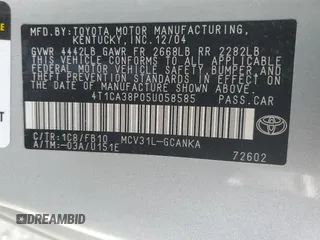 MFD.BY: TOYOTA MOTOR MANUFACTURING,
KENTUCKY, INC. 12/04
GVWR 4442LB GAWR FR 2668LB RR 2282LB
THIS VEHICLE CONFORMS TO ALL APPLICABLE
FEDERAL MOTOR VEHICLE SAFETY, BUMPER, AND
THEFT PREVENTION STANDARDS IN EFFECT ON
THE DATE OF MANUFACTURE SHOWN ABOVE.
4T1CA38P05U058585 PASS.CAR
C/TR:1C8/FB10 MCV31L-GCANKA
A/TM:-03A/U151E
TOYOTA
72602
AUTOBIDMAP